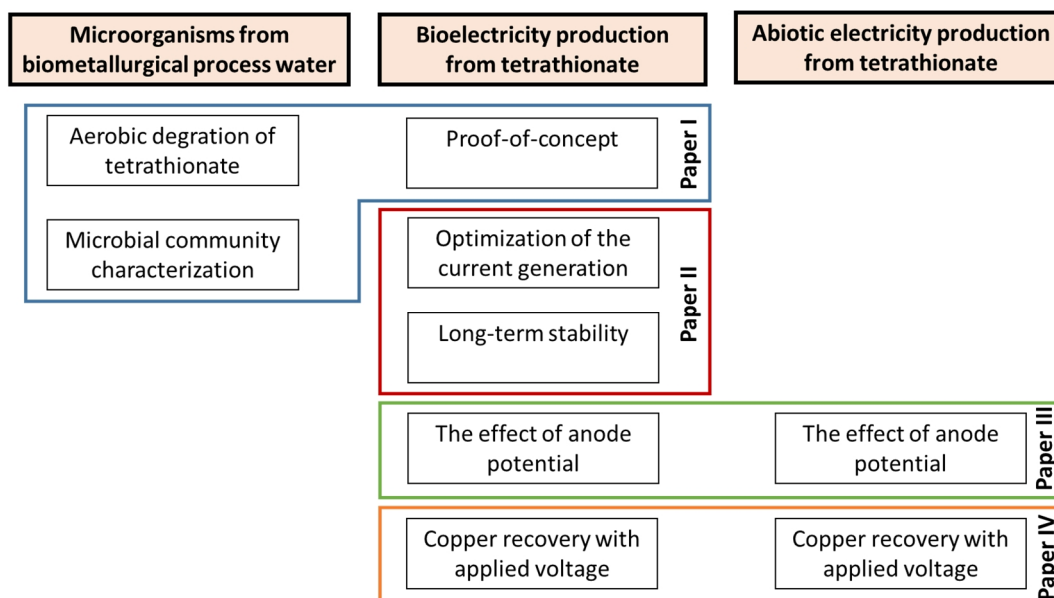 Microorganisms from
biometallurgical process water
Bioelectricity production
from tetrathionate
Abiotic electricity production
from tetrathionate
Aerobic degration of
tetrathionate
Proof-of-concept
Paper I
Microbial community
characterization
Optimization of the
current generation
Long-term stability
Paper II
The effect of anode
potential
The effect of anode
potential
Paper III
Copper recovery with
applied voltage
Copper recovery with
applied voltage
Paper IV